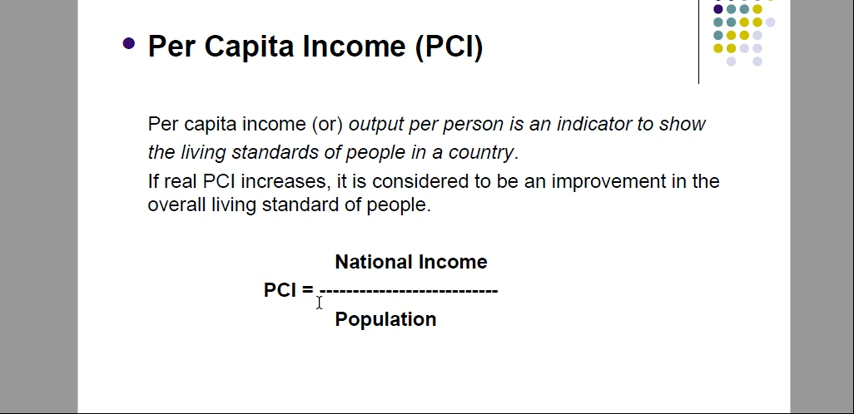 Per Capita Income (PCI)
Per capita income (or) output per person is an indicator to show
the living standards of people in a country.
If real PCI increases, it is considered to be an improvement in the
overall living standard of people.
National Income
PCI = ---------------------------
Population